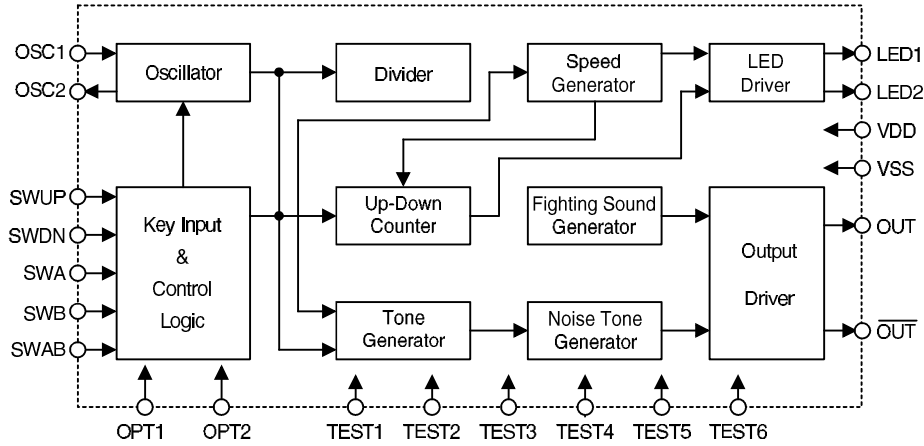 OSC1
OSC2
Oscillator
Divider
Speed
Generator
LED
Driver
LED1
LED2
VDD
VSS
SWUP
SWDN
SWA
SWB
SWAB
Key Input
&
Control
Logic
Up-Down
Counter
Fighting Sound
Generator
Output
Driver
OUT
OUT
Tone
Generator
Noise Tone
Generator
OPT1
OPT2
TEST1
TEST2
TEST3
TEST4
TEST5
TEST6